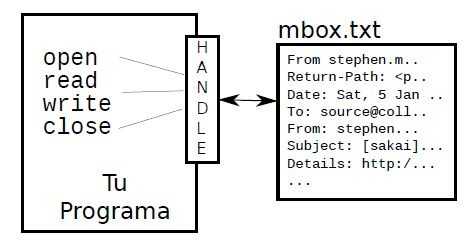 open
read
write
close
Tu
Programa
HANDLE
mbox.txt
From stephen.m..
Return-Path: <p..
Date: Sat, 5 Jan ..
To: source@coll..
From: stephen...
Subject: [sakai]...
Details: http:/...
...